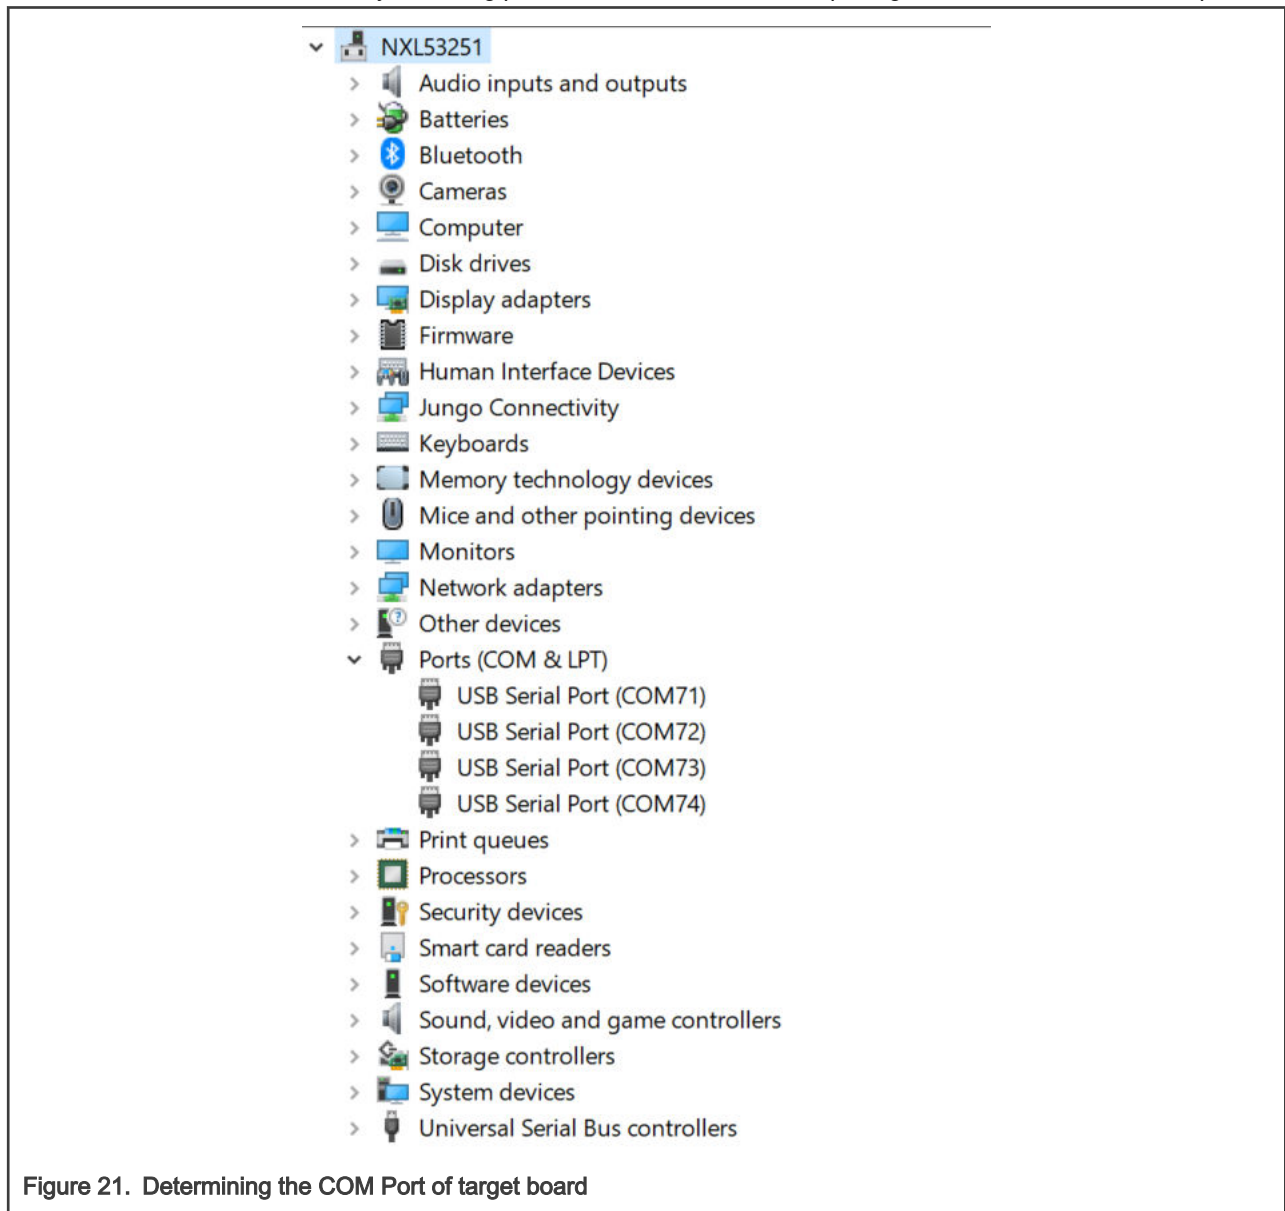 NXL53251
Audio inputs and outputs
Batteries
Bluetooth
Cameras
Computer
Disk drives
Display adapters
Firmware
Human Interface Devices
Jungo Connectivity
Keyboards
Memory technology devices
Mice and other pointing devices
Monitors
Network adapters
Other devices
Ports (COM & LPT)
USB Serial Port (COM71)
USB Serial Port (COM72)
USB Serial Port (COM73)
USB Serial Port (COM74)
Print queues
Processors
Security devices
Smart card readers
Software devices
Sound, video and game controllers
Storage controllers
System devices
Universal Serial Bus controllers
Figure 21. Determining the COM Port of target board